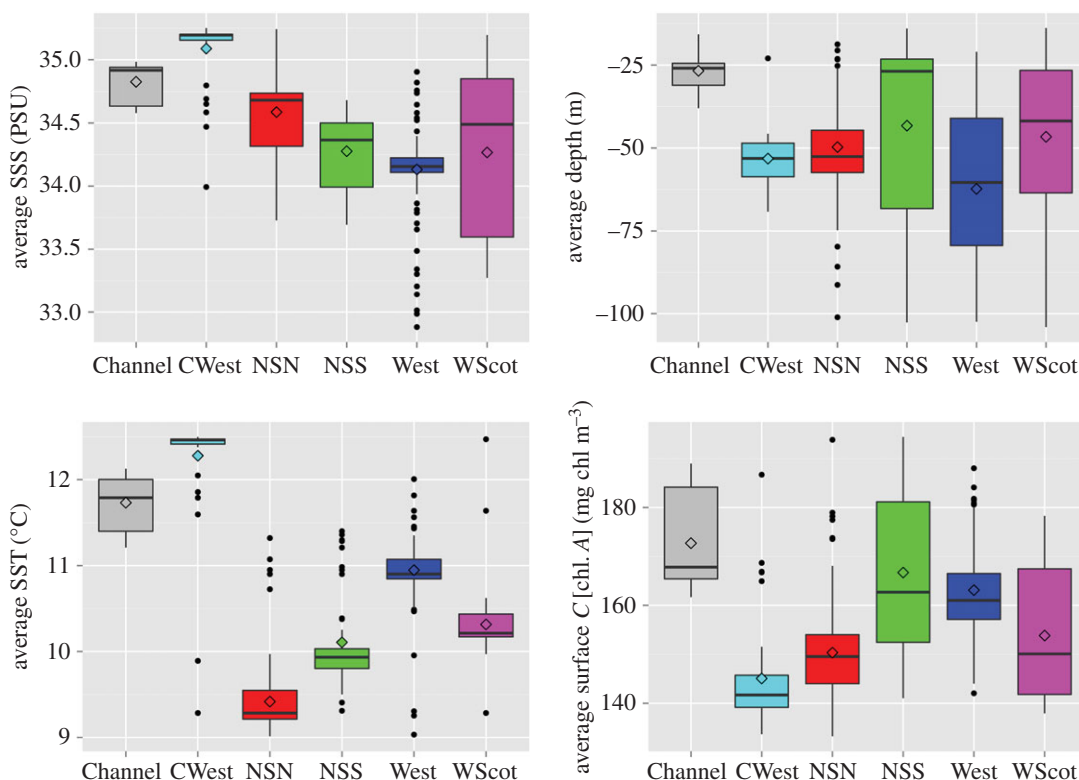 average SSS (PSU)
35.0
34.5
34.0
33.5
33.0
Channel CWest NSN NSS West WScot
average depth (m)
−25
−50
−75
−100
Channel CWest NSN NSS West WScot
average SST (°C)
12
11
10
9
Channel CWest NSN NSS West WScot
average surface C [chl. A] (mg chl m⁻³)
180
160
140
Channel CWest NSN NSS West WScot